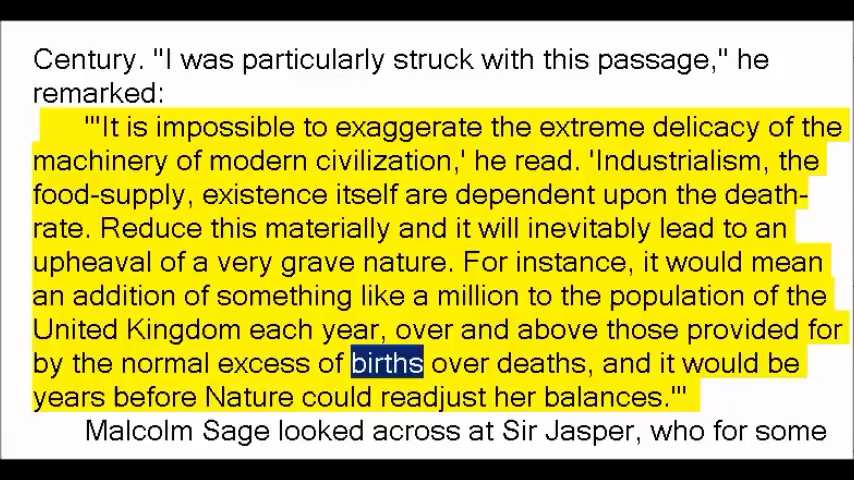 Century. "I was particularly struck with this passage," he
remarked:
"'It is impossible to exaggerate the extreme delicacy of the
machinery of modern civilization,' he read. 'Industrialism, the
food-supply, existence itself are dependent upon the death-
rate. Reduce this materially and it will inevitably lead to an
upheaval of a very grave nature. For instance, it would mean
an addition of something like a million to the population of the
United Kingdom each year, over and above those provided for
by the normal excess of births over deaths, and it would be
years before Nature could readjust her balances.'"
Malcolm Sage looked across at Sir Jasper, who for some